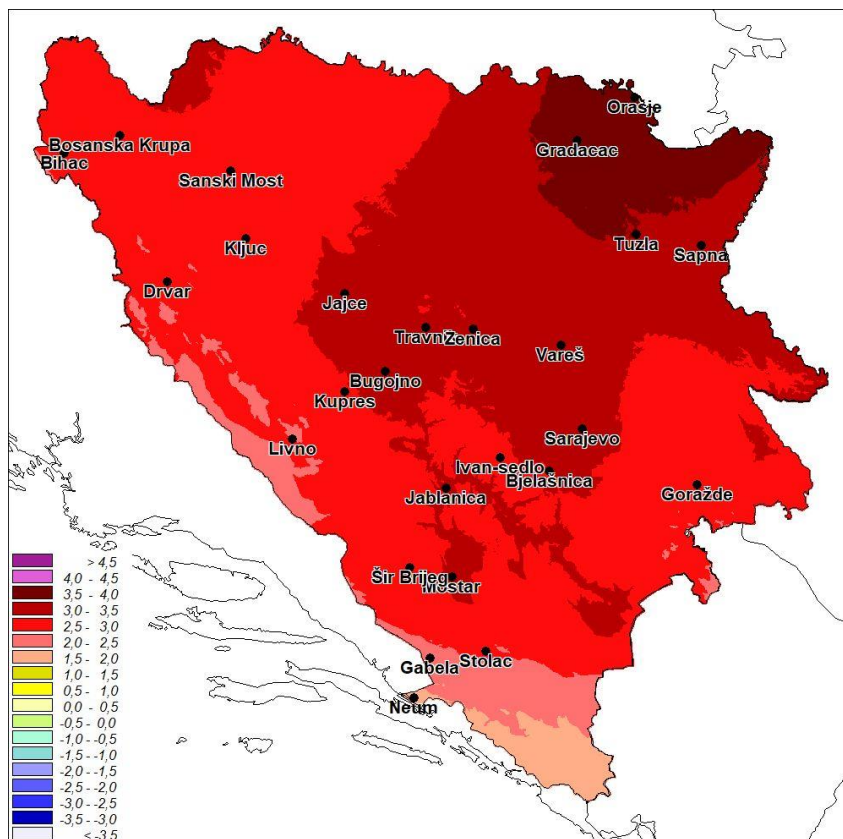 Orašje
Bosanska Krupa
Bihac
Gradacac
Sanski Most
Kljuc
Tuzla
Sapna
Drvar
Jajce
Travnik
Zenica
Vareš
Bugojno
Kupres
Livno
Sarajevo
Ivan-sedlo
Bjelašnica
Jablanica
Goražde
Šir Brijeg
Mostar
Stolac
Gabela
Neum
> 4,5
4,0 - 4,5
3,5 - 4,0
3,0 - 3,5
2,5 - 3,0
2,0 - 2,5
1,5 - 2,0
1,0 - 1,5
0,5 - 1,0
0,0 - 0,5
-0,5 - 0,0
-1,0 - -0,5
-1,5 - -1,0
-2,0 - -1,5
-2,5 - -2,0
-3,0 - -2,5
-3,5 - -3,0
< -3,5